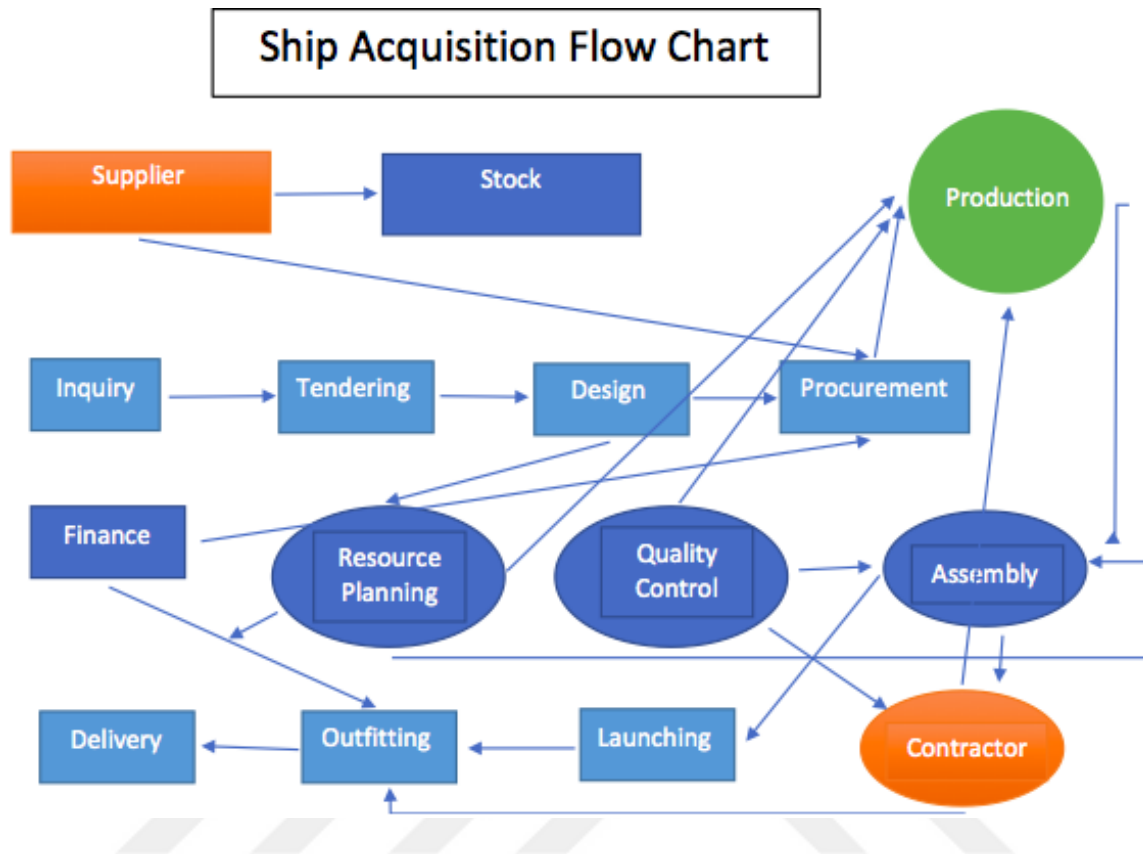 Ship Acquisition Flow Chart
Supplier
Stock
Production
Inquiry
Tendering
Design
Procurement
Finance
Resource
Planning
Quality
Control
Assembly
Delivery
Outfitting
Launching
Contractor